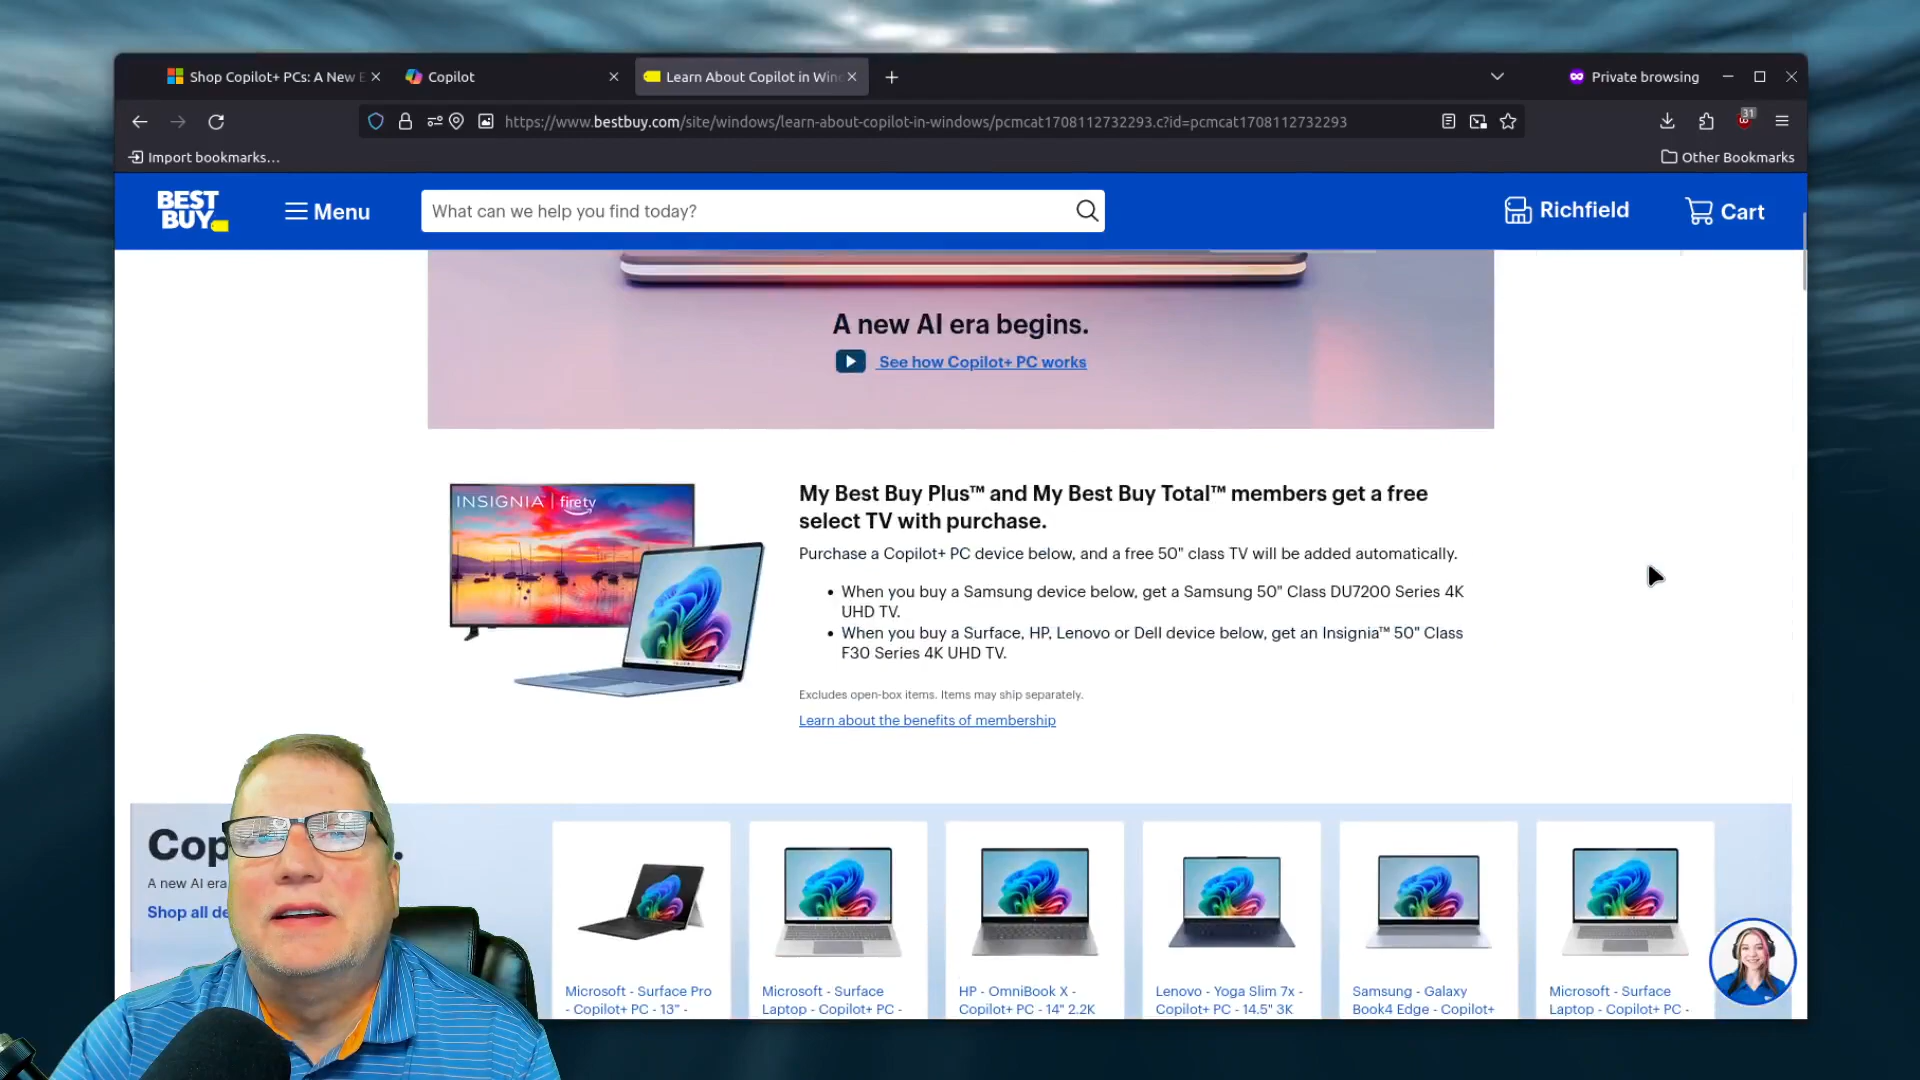 Shop Copilot+ PCs: A New E
Copilot
Learn About Copilot in Win
Private browsing
https://www.bestbuy.com/site/windows/learn-about-copilot-in-windows/pcmcat1708112732293.c?id=pcmcat1708112732293
31
Import bookmarks…
Other Bookmarks
BEST BUY
Menu
What can we help you find today?
Richfield
Cart
A new AI era begins.
See how Copilot+ PC works
INSIGNIA™ | firetv
My Best Buy Plus™ and My Best Buy Total™ members get a free
select TV with purchase.
Purchase a Copilot+ PC device below, and a free 50" class TV will be added automatically.
• When you buy a Samsung device below, get a Samsung 50" Class DU7200 Series 4K
UHD TV.
• When you buy a Surface, HP, Lenovo or Dell device below, get an Insignia™ 50" Class
F30 Series 4K UHD TV.
Excludes open-box items. Items may ship separately.
Learn about the benefits of membership
Cop
A new AI era
Shop all de
Microsoft - Surface Pro
- Copilot+ PC - 13" -
Microsoft - Surface
Laptop - Copilot+ PC -
HP - OmniBook X -
Copilot+ PC - 14" 2.2K
Lenovo - Yoga Slim 7x -
Copilot+ PC - 14.5" 3K
Samsung - Galaxy
Book4 Edge - Copilot+
Microsoft - Surface
Laptop - Copilot+ PC -